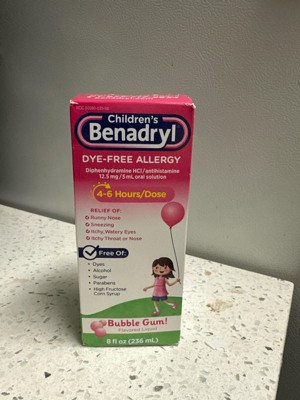 Children's
Benadryl
DYE-FREE ALLERGY
Diphenhydramine HCl/antihistamine
12.5 mg/5 mL oral solution
4-6 Hours/Dose
RELIEF OF:
Runny Nose
Sneezing
Itchy, Watery Eyes
Itchy Throat or Nose
Free Of:
• Dyes
• Alcohol
• Sugar
• Parabens
• High Fructose
Corn Syrup
Bubble Gum!
Flavored Liquid
8 fl oz (236 mL)